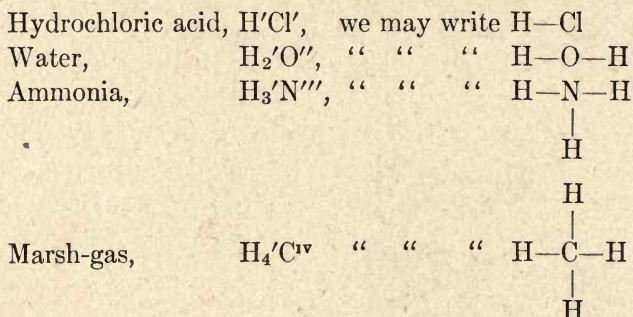 Hydrochloric acid, H′Cl′, we may write H—Cl
Water, H₂′O″, “ “ “ H—O—H
Ammonia, H₃′N‴, “ “ “ H—N—H
|
H
H
|
Marsh-gas, H₄′Cᴵⱽ “ “ “ H—C—H
|
H